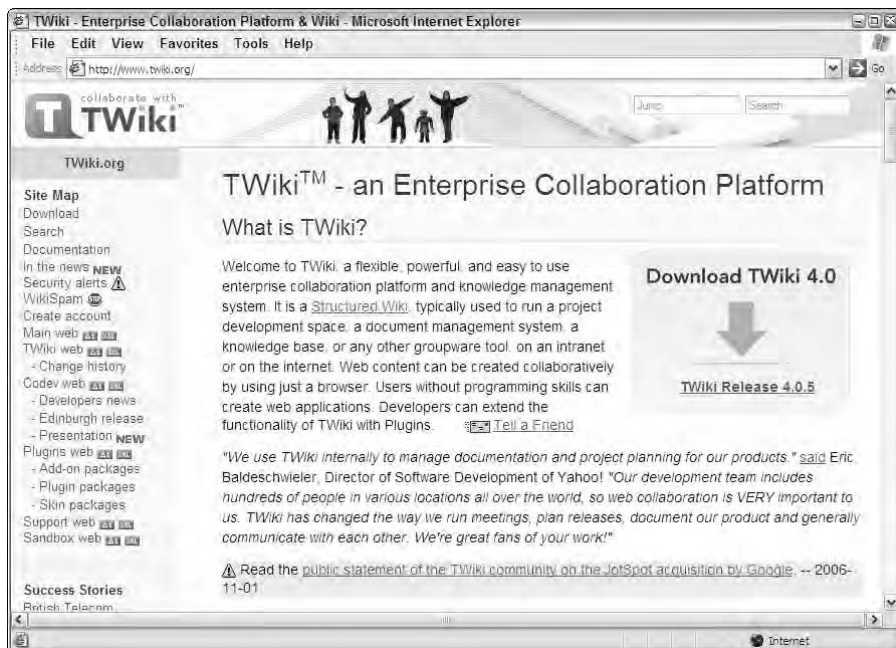 TWiki - Enterprise Collaboration Platform & Wiki - Microsoft Internet Explorer
File Edit View Favorites Tools Help
Address http://www.twiki.org/ Go
collaborate with
TWiki™
Jump Search
TWiki.org
Site Map
Download
Search
Documentation
In the news NEW
Security alerts
WikiSpam
Create account
Main web
TWiki web
- Change history
Codev web
- Developers news
- Edinburgh release
- Presentation NEW
Plugins web
- Add-on packages
- Plugin packages
- Skin packages
Support web
Sandbox web
Success Stories
British Telecom
TWiki™ - an Enterprise Collaboration Platform
What is TWiki?
Welcome to TWiki, a flexible, powerful, and easy to use
enterprise collaboration platform and knowledge management
system. It is a Structured Wiki, typically used to run a project
development space, a document management system, a
knowledge base, or any other groupware tool, on an intranet
or on the internet. Web content can be created collaboratively
by using just a browser. Users without programming skills can
create web applications. Developers can extend the
functionality of TWiki with Plugins. Tell a Friend
Download TWiki 4.0
TWiki Release 4.0.5
"We use TWiki internally to manage documentation and project planning for our products." said Eric
Baldeschwieler, Director of Software Development of Yahoo! "Our development team includes
hundreds of people in various locations all over the world, so web collaboration is VERY important to
us. TWiki has changed the way we run meetings, plan releases, document our product and generally
communicate with each other. We're great fans of your work!"
Read the public statement of the TWiki community on the JotSpot acquisition by Google. -- 2006-
11-01
Internet